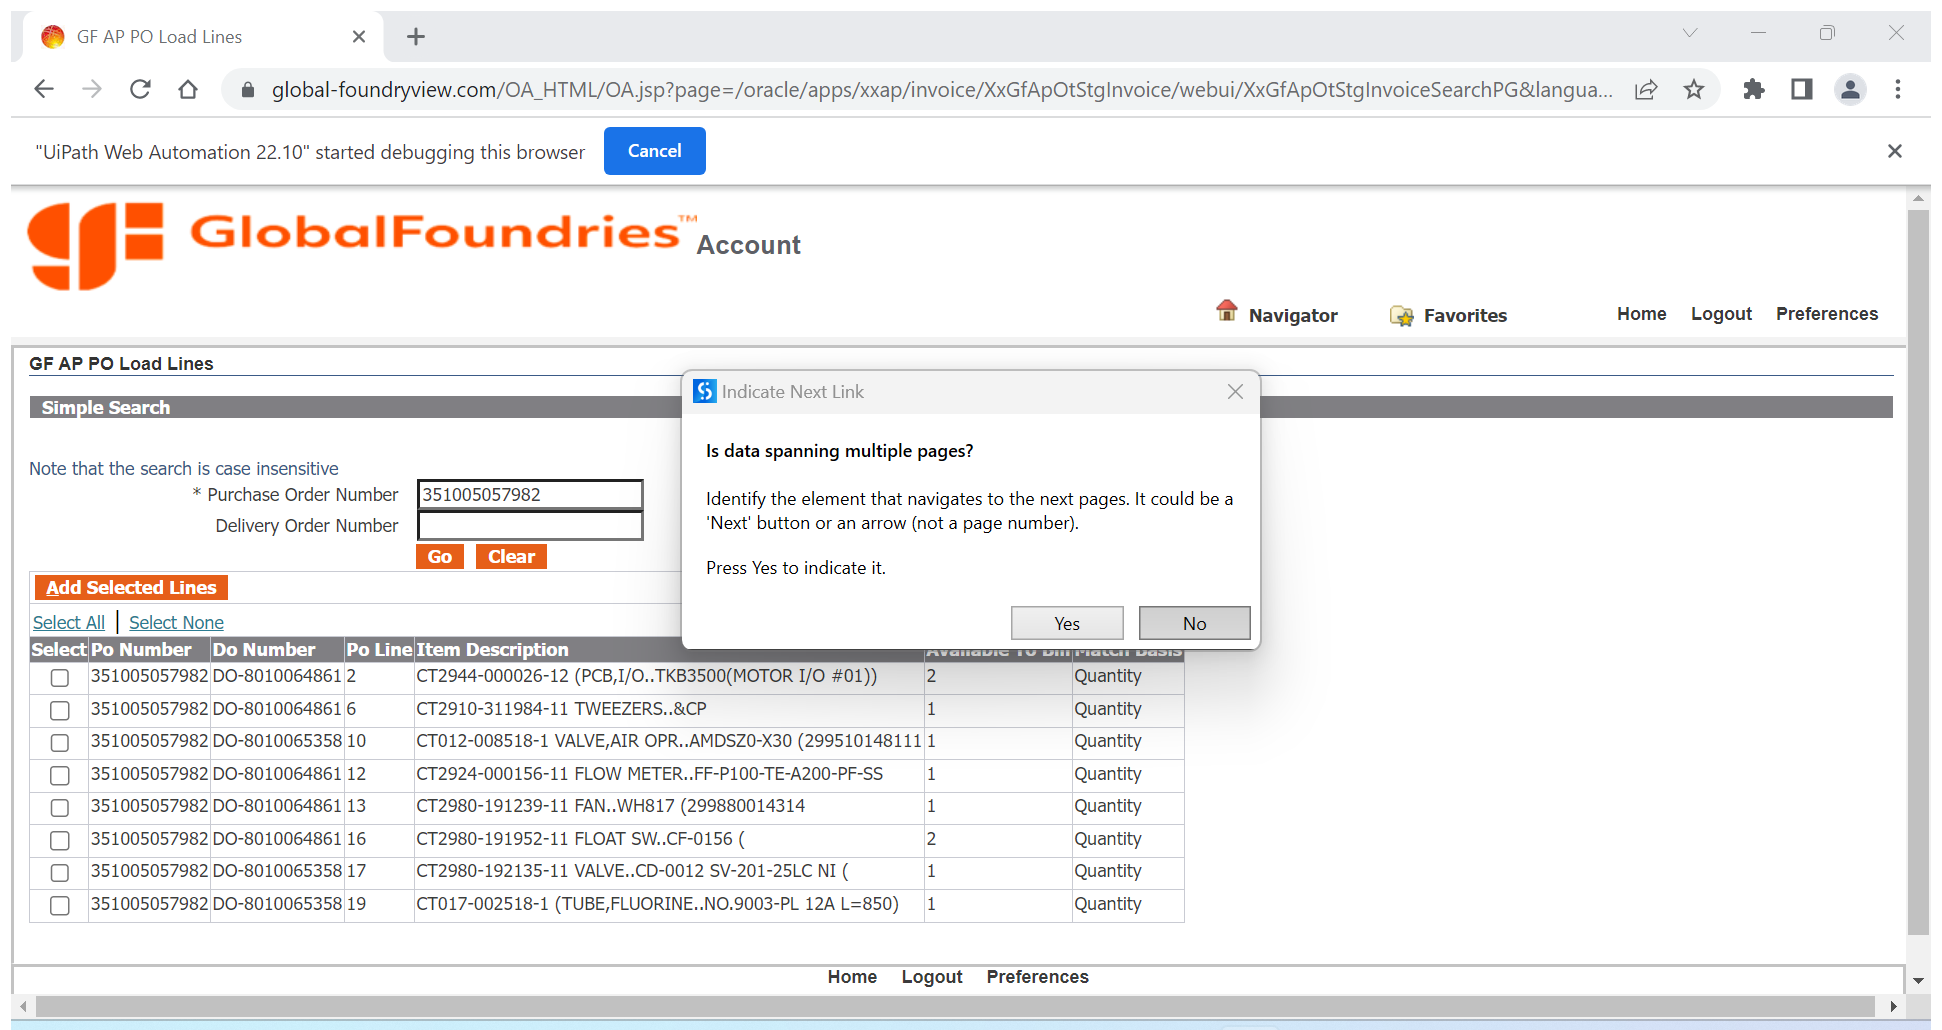 GF AP PO Load Lines
global-foundryview.com/OA_HTML/OA.jsp?page=/oracle/apps/xxap/invoice/XxGfApOtStgInvoice/webui/XxGfApOtStgInvoiceSearchPG&langua...
"UiPath Web Automation 22.10" started debugging this browser Cancel
GF GlobalFoundries™ Account
Navigator Favorites Home Logout Preferences
GF AP PO Load Lines
Simple Search
Note that the search is case insensitive
* Purchase Order Number 351005057982
Delivery Order Number
Go Clear
Indicate Next Link
Is data spanning multiple pages?
Identify the element that navigates to the next pages. It could be a
'Next' button or an arrow (not a page number).
Press Yes to indicate it.
Yes No
Add Selected Lines
Select All | Select None
Select Po Number Do Number Po Line Item Description Available To Bill Match Basis
351005057982 DO-8010064861 2 CT2944-000026-12 (PCB,I/O..TKB3500(MOTOR I/O #01)) 2 Quantity
351005057982 DO-8010064861 6 CT2910-311984-11 TWEEZERS..&CP 1 Quantity
351005057982 DO-8010065358 10 CT012-008518-1 VALVE,AIR OPR..AMDSZ0-X30 (299510148111 1 Quantity
351005057982 DO-8010064861 12 CT2924-000156-11 FLOW METER..FF-P100-TE-A200-PF-SS 1 Quantity
351005057982 DO-8010064861 13 CT2980-191239-11 FAN..WH817 (299880014314 1 Quantity
351005057982 DO-8010064861 16 CT2980-191952-11 FLOAT SW..CF-0156 ( 2 Quantity
351005057982 DO-8010065358 17 CT2980-192135-11 VALVE..CD-0012 SV-201-25LC NI ( 1 Quantity
351005057982 DO-8010065358 19 CT017-002518-1 (TUBE,FLUORINE..NO.9003-PL 12A L=850) 1 Quantity
Home Logout Preferences